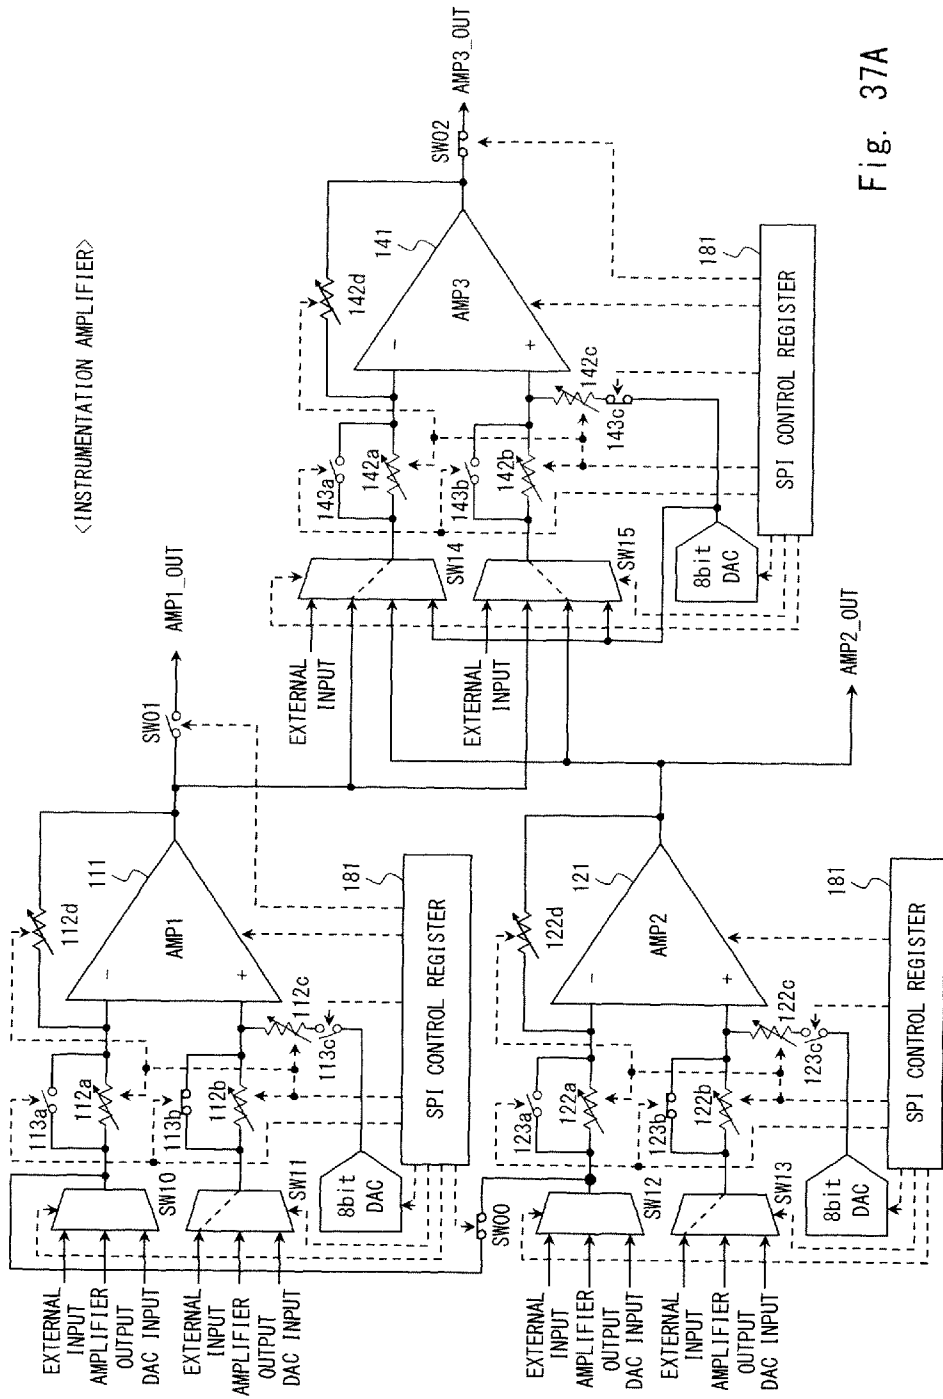 <INSTRUMENTATION AMPLIFIER>
EXTERNAL
INPUT
AMPLIFIER
OUTPUT
DAC INPUT
EXTERNAL
INPUT
AMPLIFIER
OUTPUT
DAC INPUT
113a
112a
SW10
113b
112b
SW11
112d
111
AMP1
-
+
112c
113c
8bit
DAC
SPI CONTROL REGISTER
181
SW01
AMP1_OUT
SW00
EXTERNAL
INPUT
AMPLIFIER
OUTPUT
DAC INPUT
EXTERNAL
INPUT
AMPLIFIER
OUTPUT
DAC INPUT
123a
122a
SW12
123b
122b
SW13
122d
121
AMP2
-
+
122c
123c
8bit
DAC
SPI CONTROL REGISTER
181
AMP2_OUT
EXTERNAL
INPUT
EXTERNAL
INPUT
143a
142a
SW14
143b
142b
SW15
142d
141
AMP3
-
+
142c
143c
8bit
DAC
SPI CONTROL REGISTER
181
SW02
AMP3_OUT
Fig. 37A